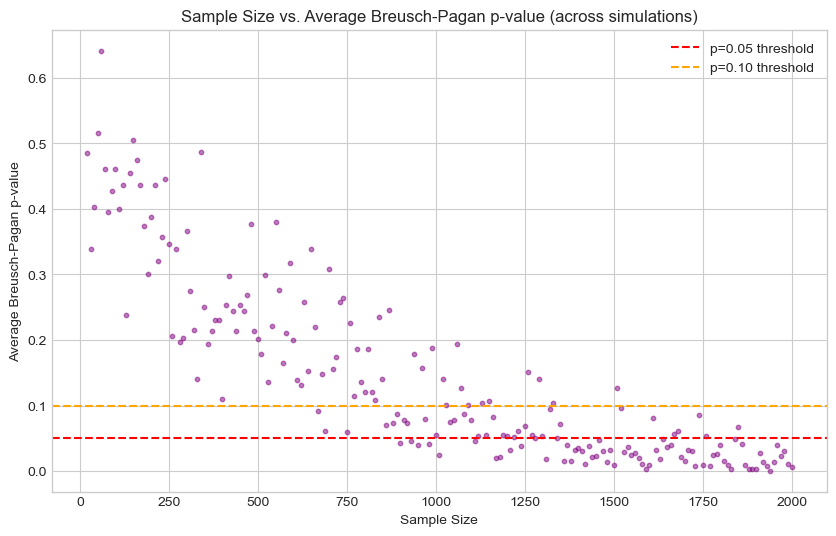 Sample Size vs. Average Breusch-Pagan p-value (across simulations)
p=0.05 threshold
p=0.10 threshold
Average Breusch-Pagan p-value
0.6
0.5
0.4
0.3
0.2
0.1
0.0
0 250 500 750 1000 1250 1500 1750 2000
Sample Size